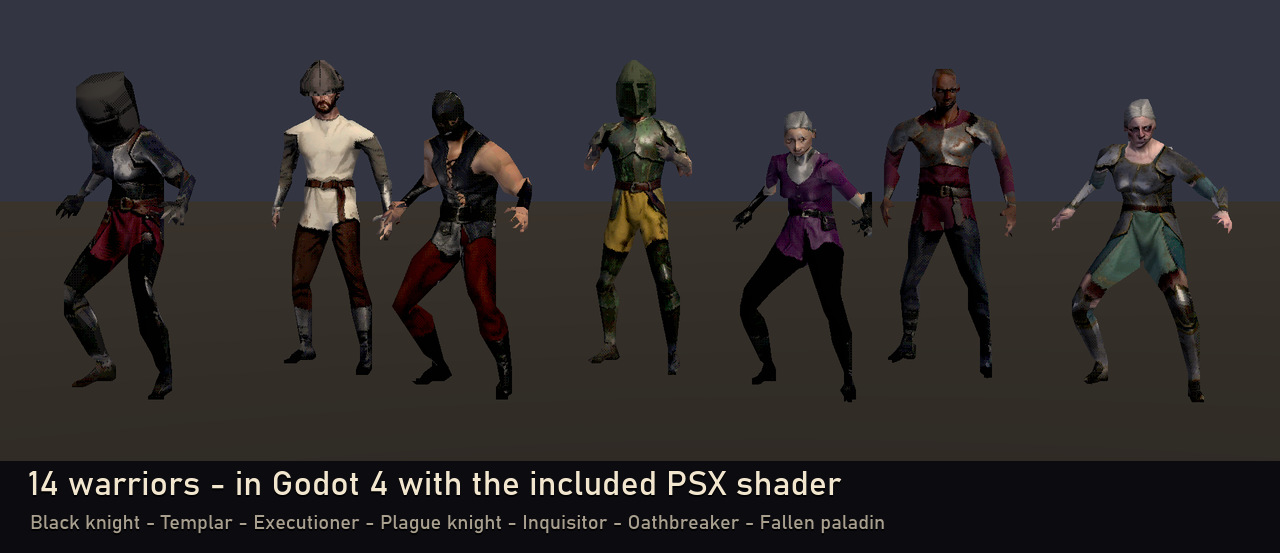 14 warriors - in Godot 4 with the included PSX shader
Black knight - Templar - Executioner - Plague knight - Inquisitor - Oathbreaker - Fallen paladin